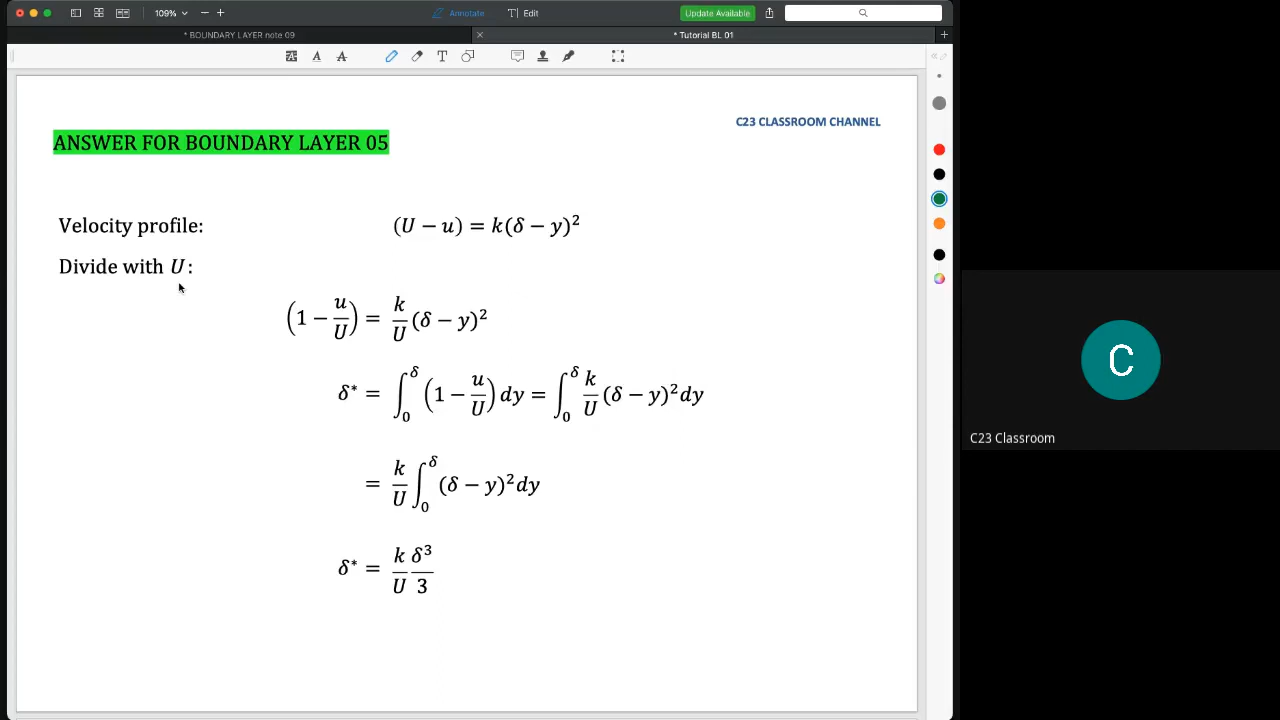 109%
Annotate
Edit
Update Available
* BOUNDARY LAYER note 09
* Tutorial BL 01
C23 CLASSROOM CHANNEL
ANSWER FOR BOUNDARY LAYER 05
Velocity profile: (U − u) = k(δ − y)²
Divide with U:
(1 − u/U) = k/U (δ − y)²
δ* = ∫₀^δ (1 − u/U) dy = ∫₀^δ k/U (δ − y)² dy
= k/U ∫₀^δ (δ − y)² dy
δ* = k/U δ³/3
C
C23 Classroom